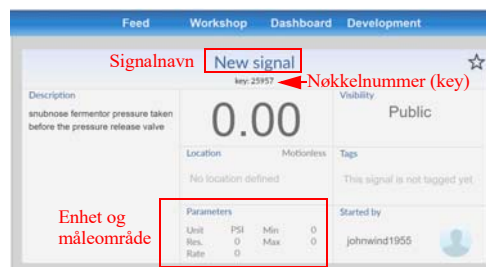 Feed Workshop Dashboard Development
Signalnavn New signal
key: 25957 Nøkkelnummer (key)
Description
snubnose fermentor pressure taken
before the pressure release valve
0.00
Visibility
Public
Location Motionless
No location defined
Tags
This signal is not tagged yet
Enhet og
måleområde
Parameters
Unit PSI Min 0
Res. 0 Max 0
Rate 0
Started by
johnwind1955